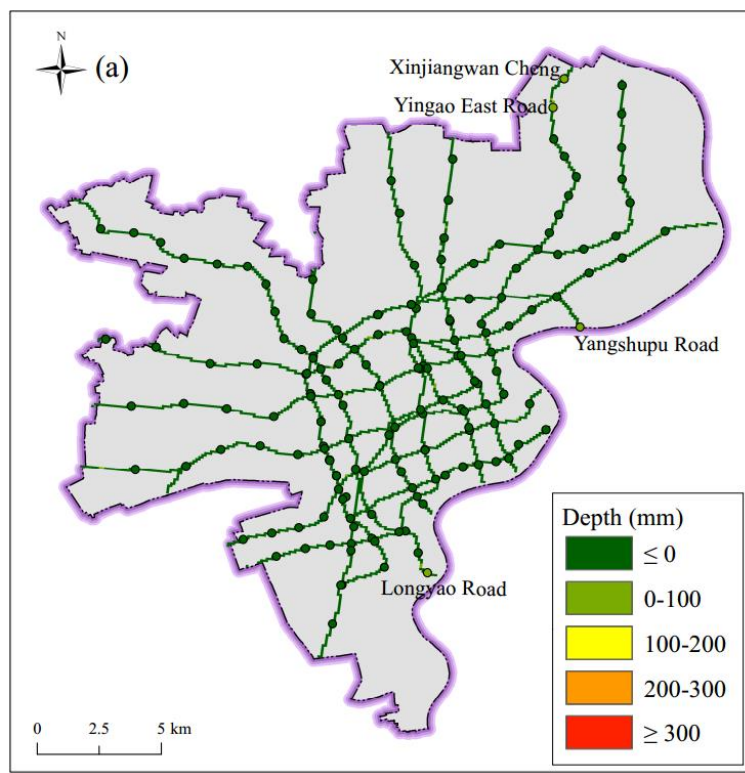 N
(a)
Xinjiangwan Cheng
Yingao East Road
Yangshupu Road
Longyao Road
Depth (mm)
≤ 0
0-100
100-200
200-300
≥ 300
0 2.5 5 km